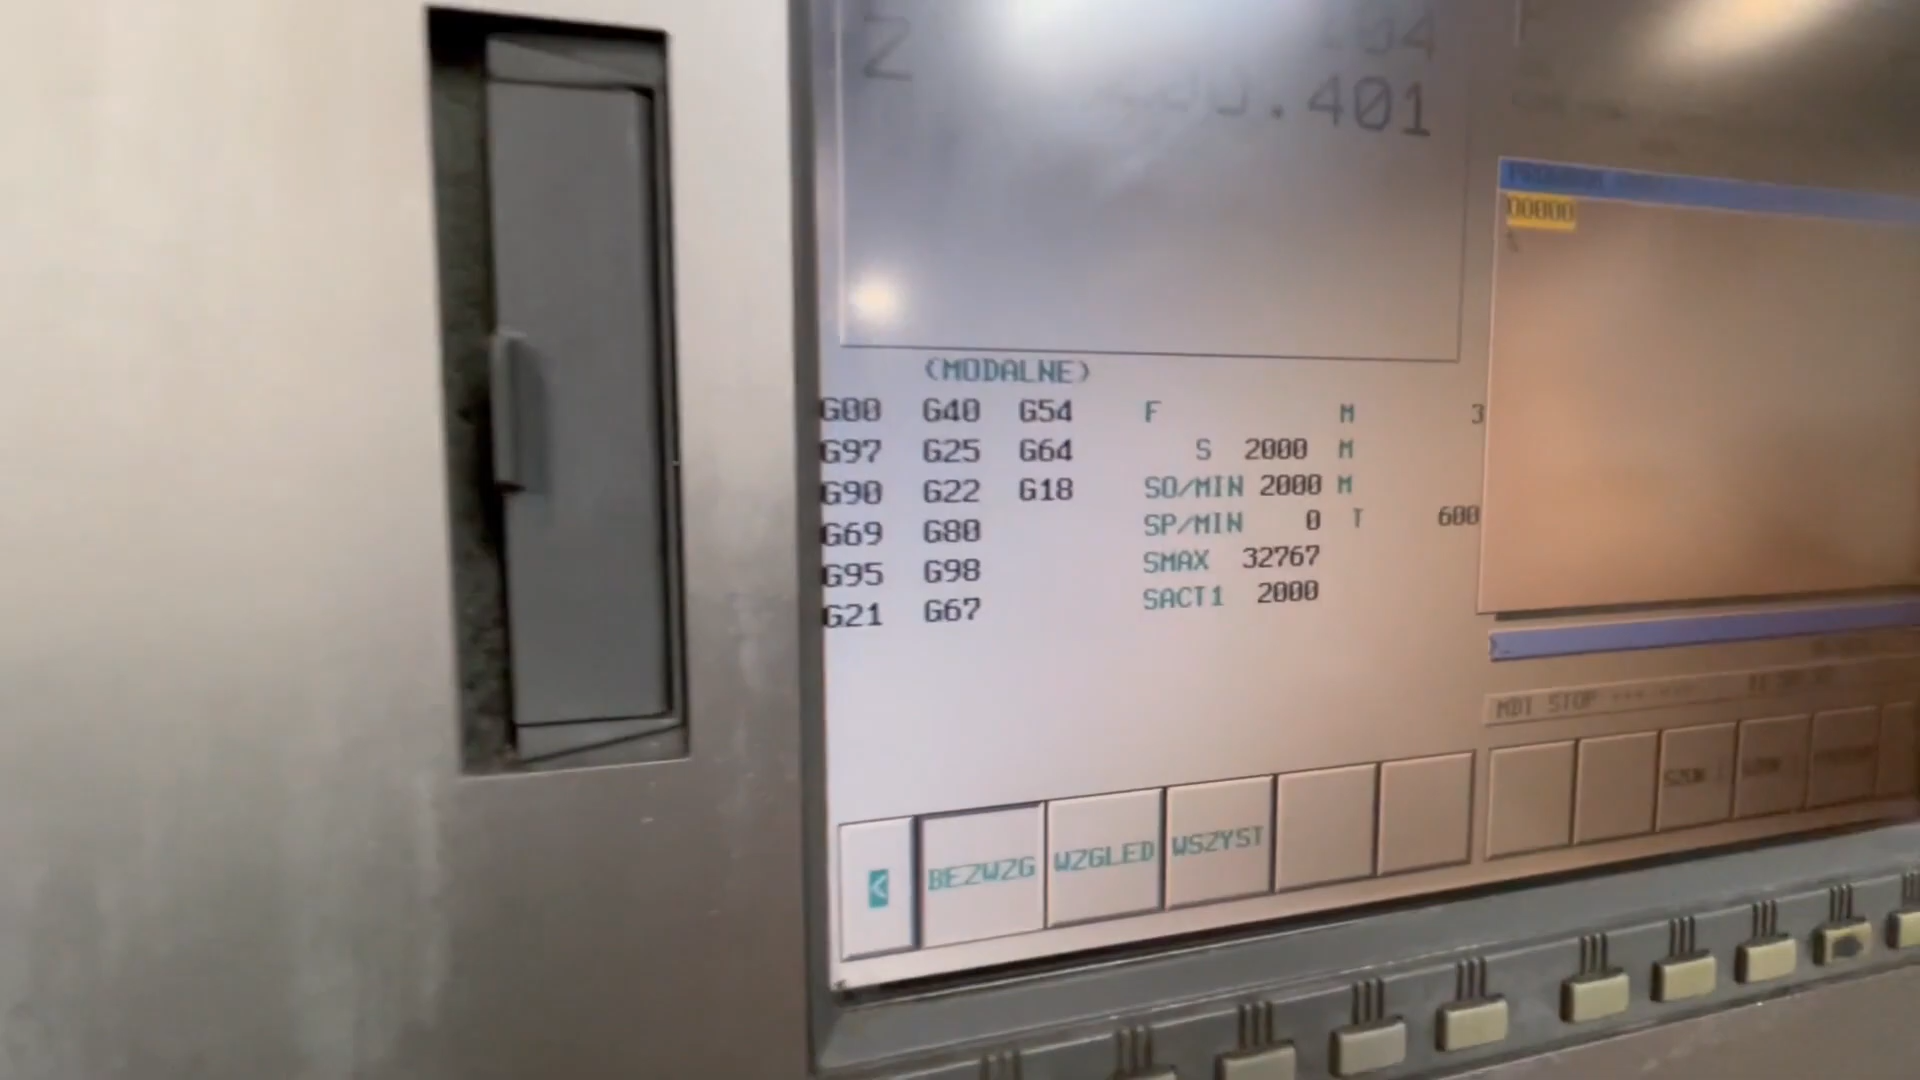 Z
.401
(MODALNE)
G00 G40 G54 F M 3
G97 G25 G64 S 2000 M
G90 G22 G18 SO/MIN 2000 M
G69 G80 SP/MIN 0 T 600
G95 G98 SMAX 32767
G21 G67 SACT1 2000
< BEZWZG WZGLED WSZYST
O0000
%
MDI STOP